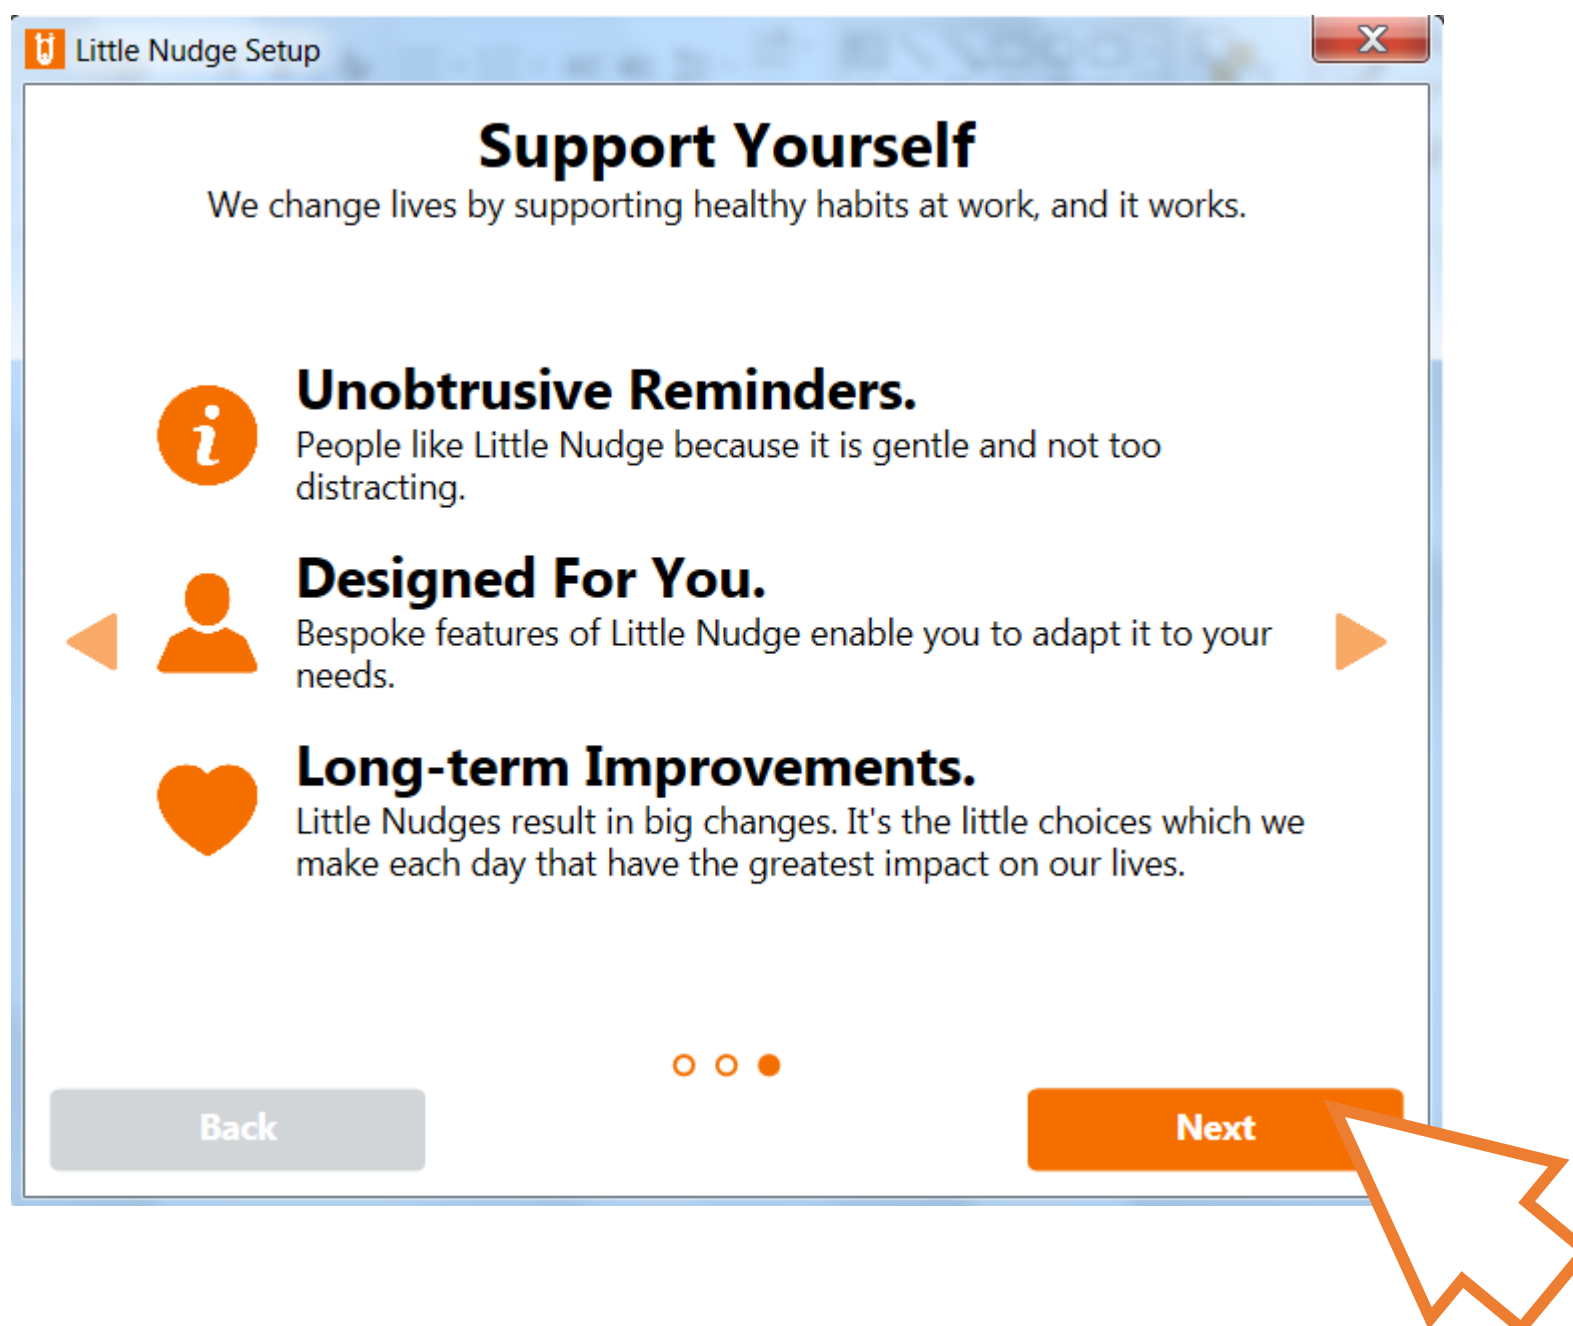 Little Nudge Setup
Support Yourself
We change lives by supporting healthy habits at work, and it works.
Unobtrusive Reminders.
People like Little Nudge because it is gentle and not too
distracting.
Designed For You.
Bespoke features of Little Nudge enable you to adapt it to your
needs.
Long-term Improvements.
Little Nudges result in big changes. It's the little choices which we
make each day that have the greatest impact on our lives.
Back
Next